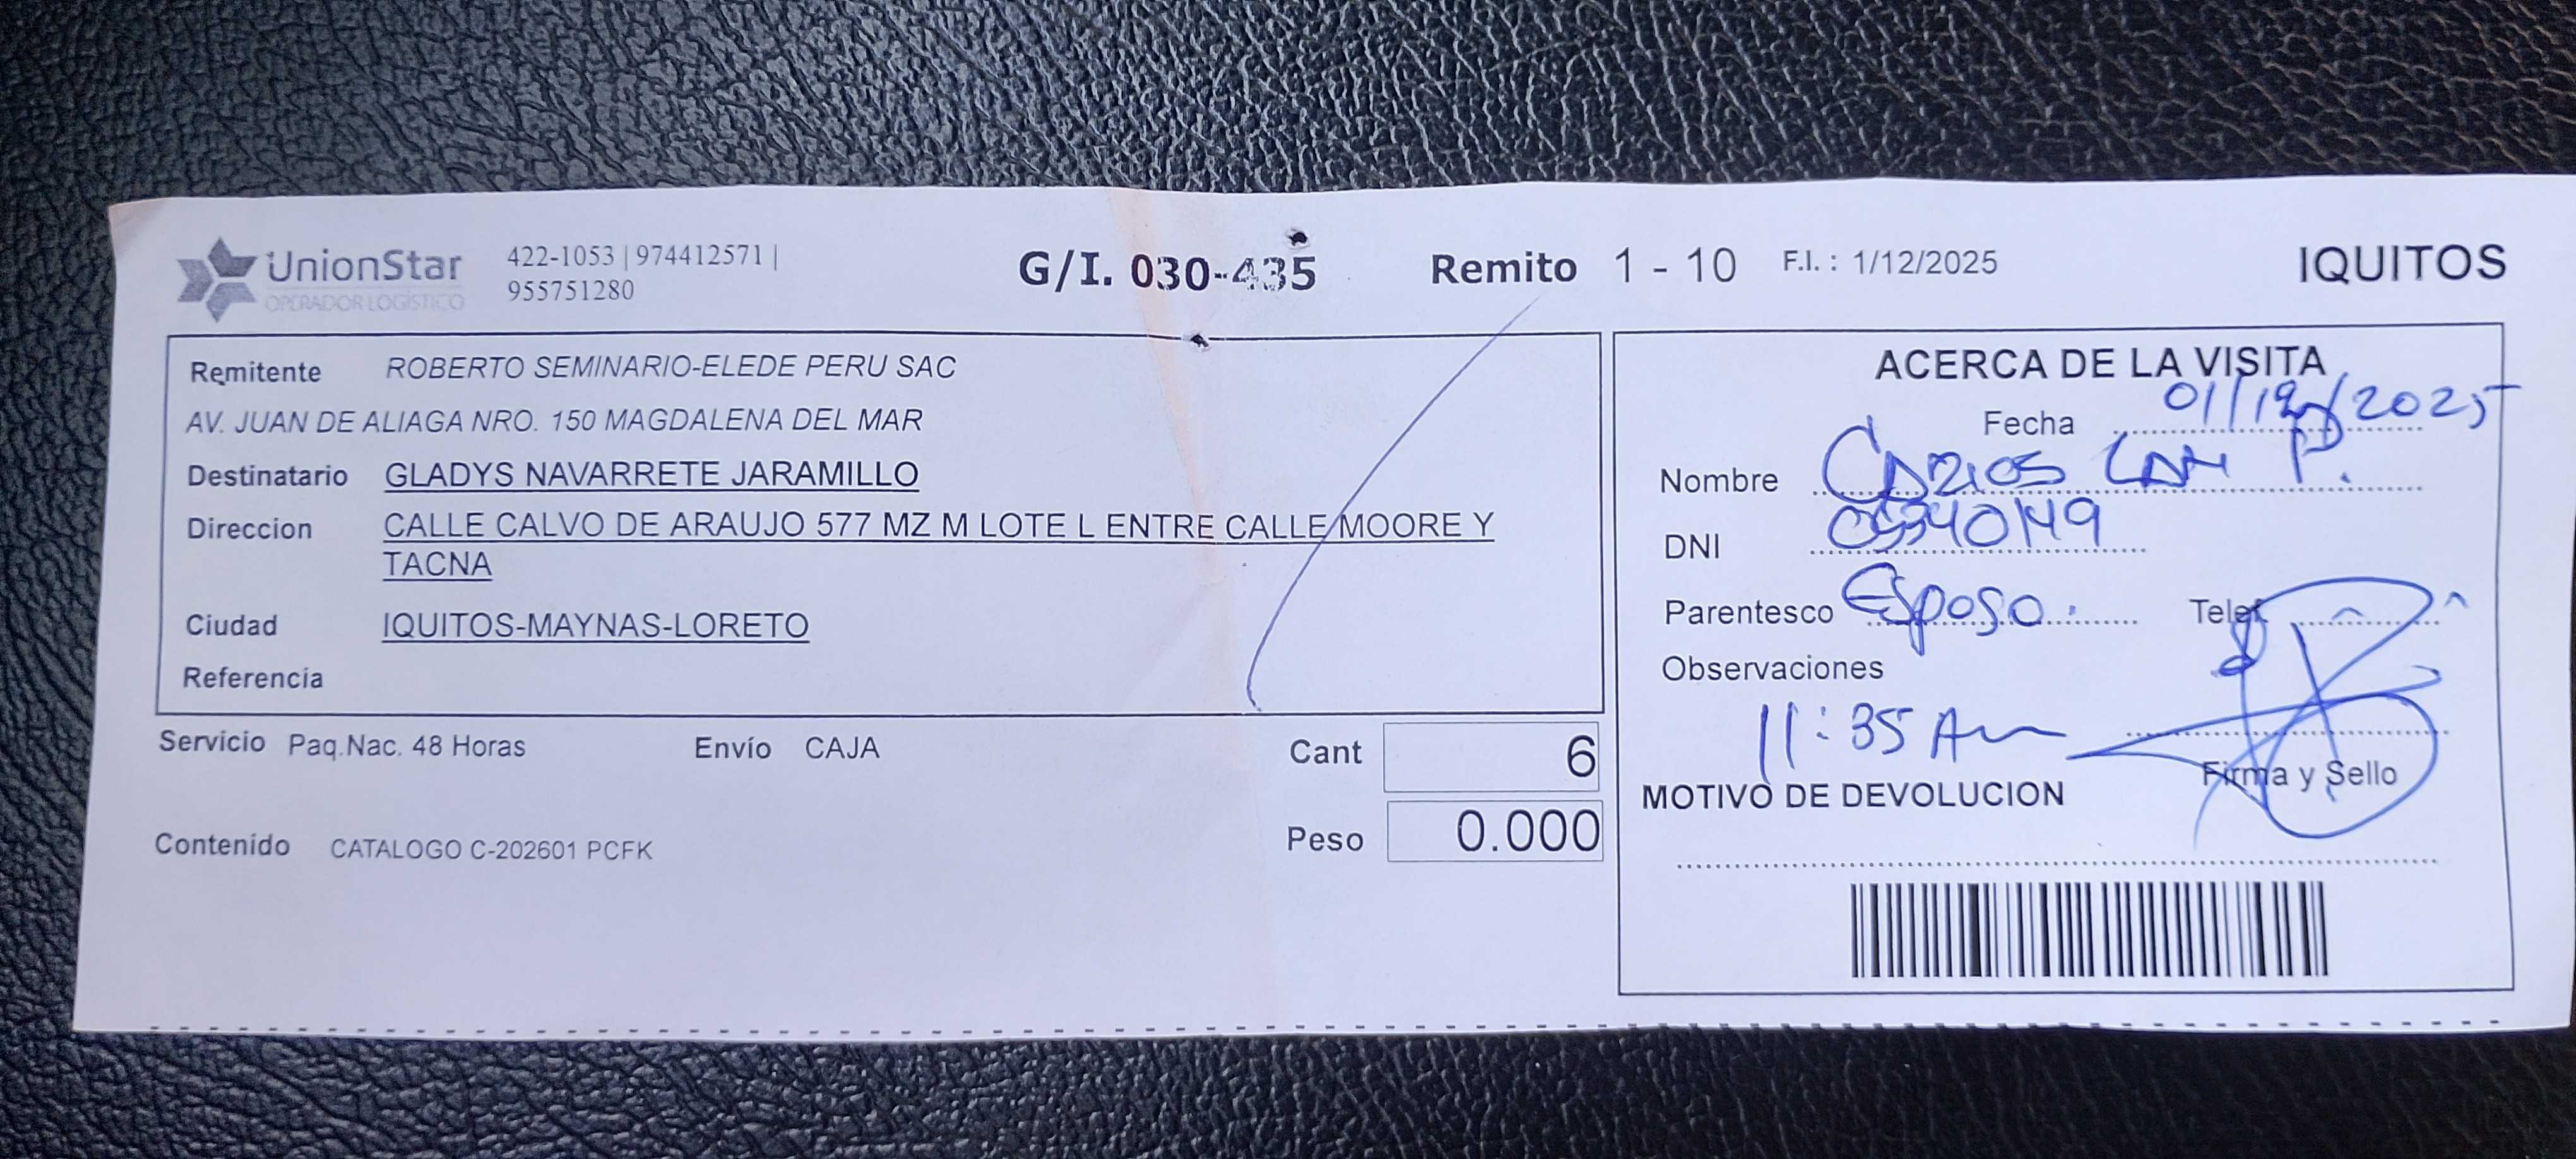 UnionStar
OPERADOR LOGÍSTICO
422-1053 | 974412571 |
955751280
G/I. 030-435
Remito 1 - 10
F.I. : 1/12/2025
IQUITOS
Remitente ROBERTO SEMINARIO-ELEDE PERU SAC
AV. JUAN DE ALIAGA NRO. 150 MAGDALENA DEL MAR
Destinatario GLADYS NAVARRETE JARAMILLO
Direccion CALLE CALVO DE ARAUJO 577 MZ M LOTE L ENTRE CALLE MOORE Y
TACNA
Ciudad IQUITOS-MAYNAS-LORETO
Referencia
Servicio Paq.Nac. 48 Horas Envío CAJA Cant 6
Contenido CATALOGO C-202601 PCFK Peso 0.000
ACERCA DE LA VISITA
Fecha 01/12/2025
Nombre Carlos Lam P.
DNI 05340149
Parentesco Esposo. Telef
Observaciones
11:35 Am
Firma y Sello
MOTIVO DE DEVOLUCION